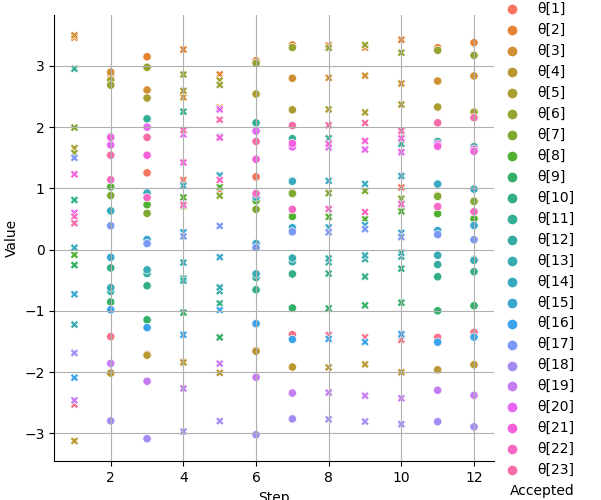 θ[1]
θ[2]
θ[3]
θ[4]
θ[5]
θ[6]
θ[7]
θ[8]
θ[9]
θ[10]
θ[11]
θ[12]
θ[13]
θ[14]
θ[15]
θ[16]
θ[17]
θ[18]
θ[19]
θ[20]
θ[21]
θ[22]
θ[23]
Accepted
Value
3
2
1
0
−1
−2
−3
2 4 6 8 10 12
Step